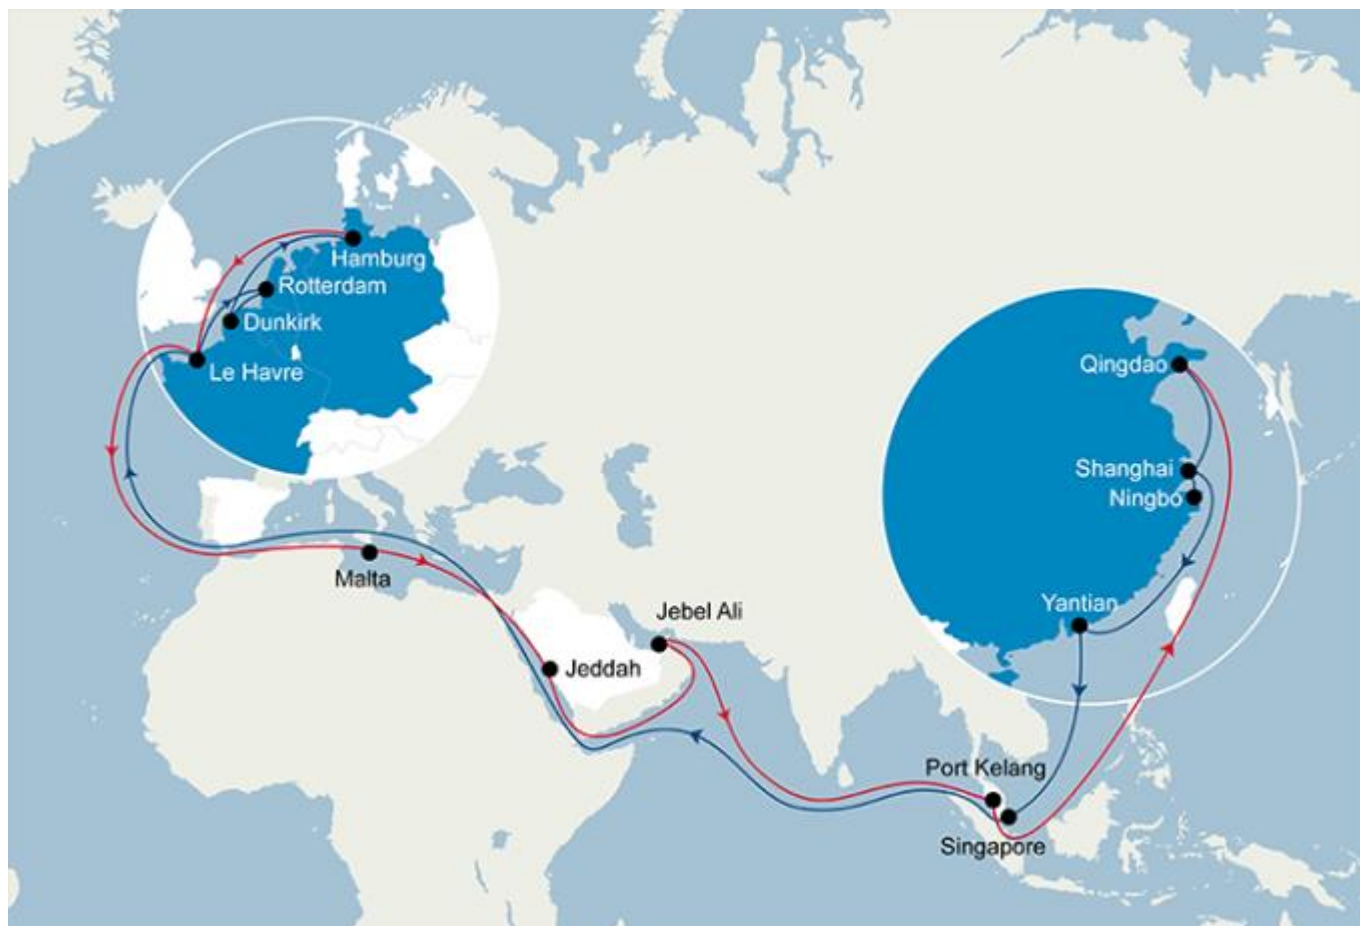 Hamburg
Rotterdam
Dunkirk
Le Havre
Qingdao
Shanghai
Ningbo
Malta
Yantian
Jebel Ali
Jeddah
Port Kelang
Singapore